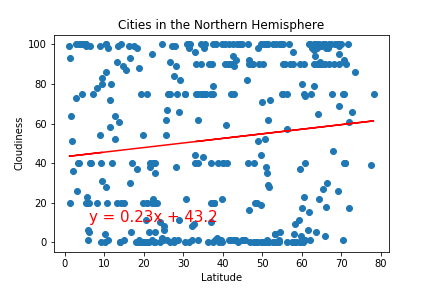 Cities in the Northern Hemisphere
Cloudiness
100
80
60
40
20
0
y = 0.23x + 43.2
0 10 20 30 40 50 60 70 80
Latitude